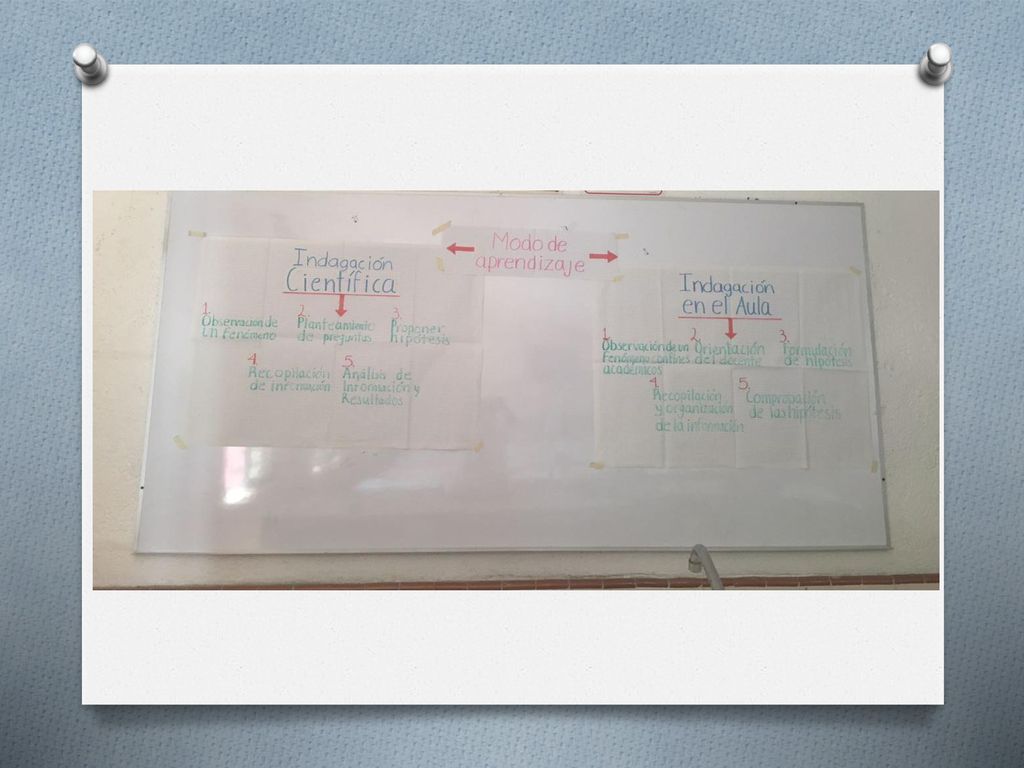 Modo de
aprendizaje
Indagación
Científica
1.
Observación de
un fenómeno
2.
Planteamiento
de preguntas
3.
Proponer
hipótesis
4.
Recopilación
de información
5.
Análisis de
Información y
Resultados
Indagación
en el Aula
1.
Observación de un
Fenómeno con fines
académicos
2.
Orientación
del docente
3.
Formulación
de hipótesis
4.
Recopilación
y organización
de la información
5.
Comprobación
de las hipótesis